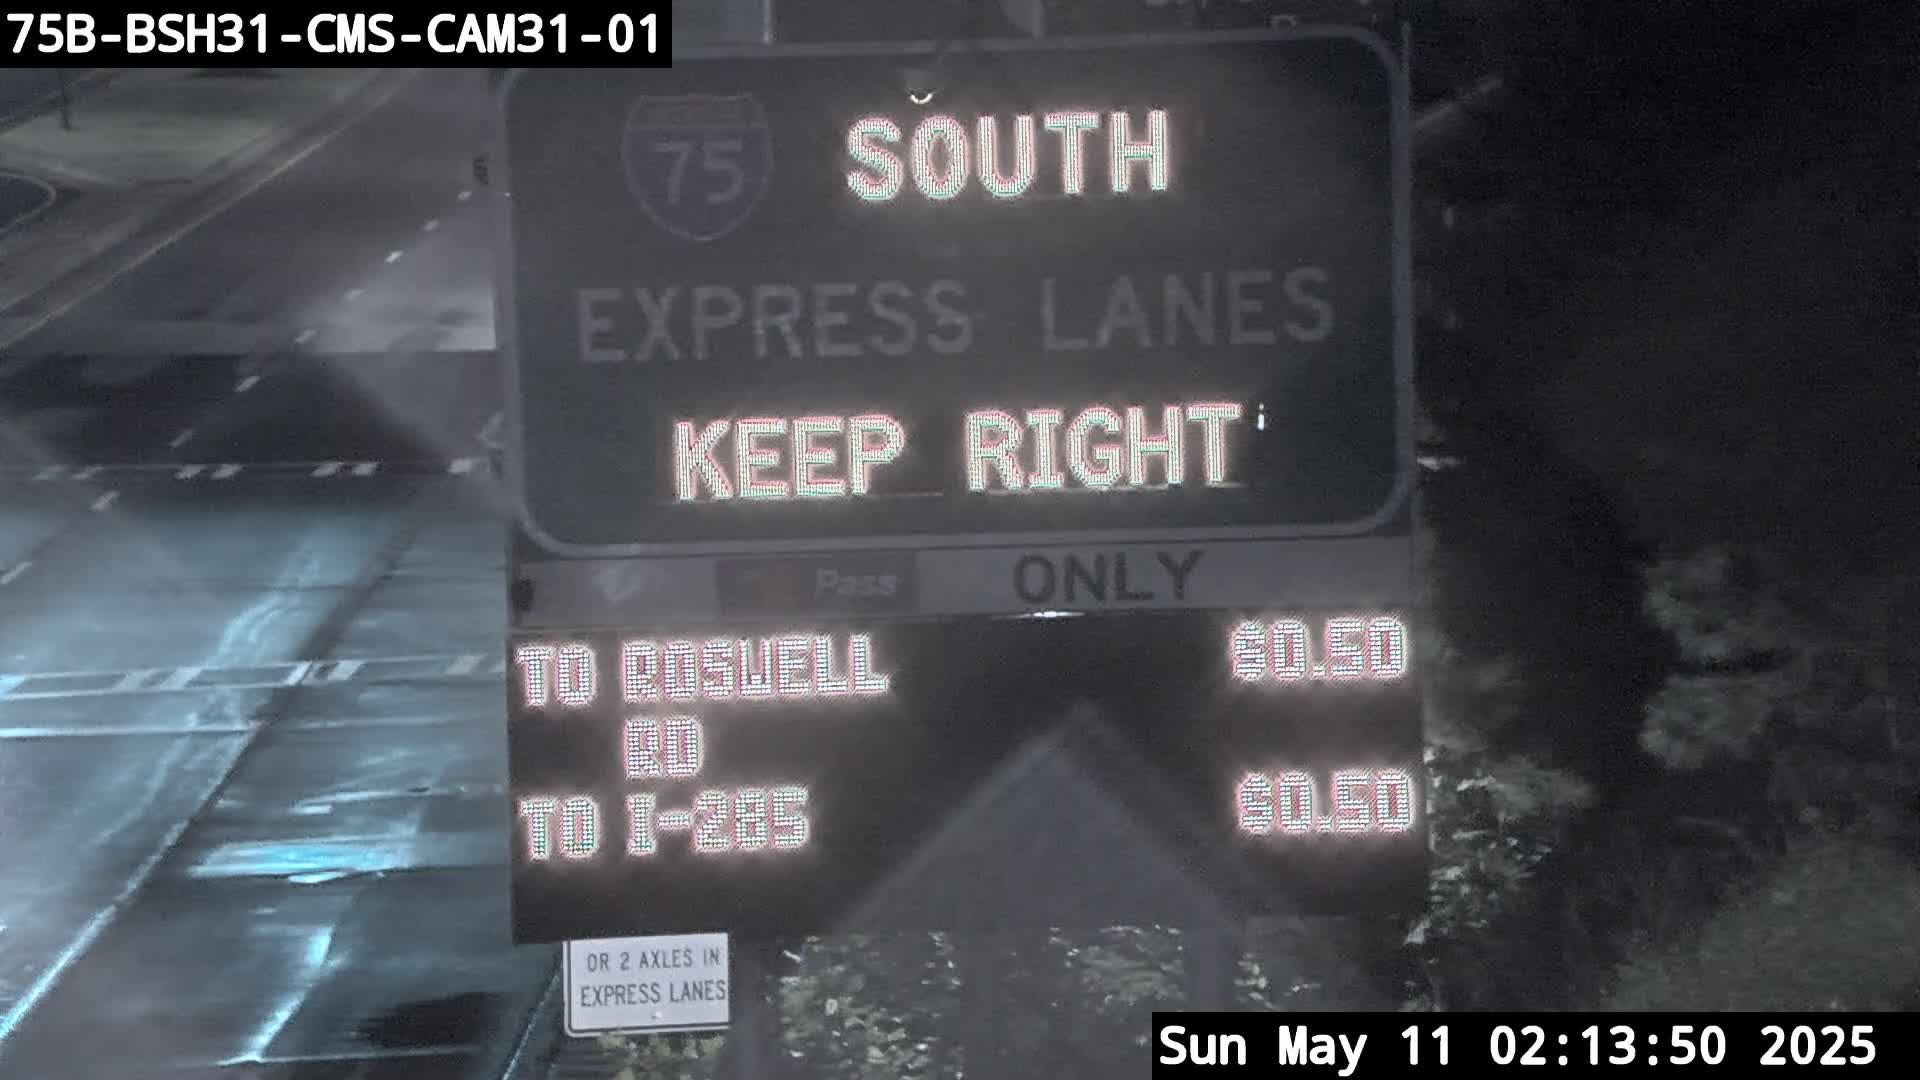 75B-BSH31-CMS-CAM31-01
75 SOUTH
EXPRESS LANES
KEEP RIGHT
Pass ONLY
TO ROSWELL $0.50
RD
TO I-285 $0.50
OR 2 AXLES IN
EXPRESS LANES
Sun May 11 02:13:50 2025